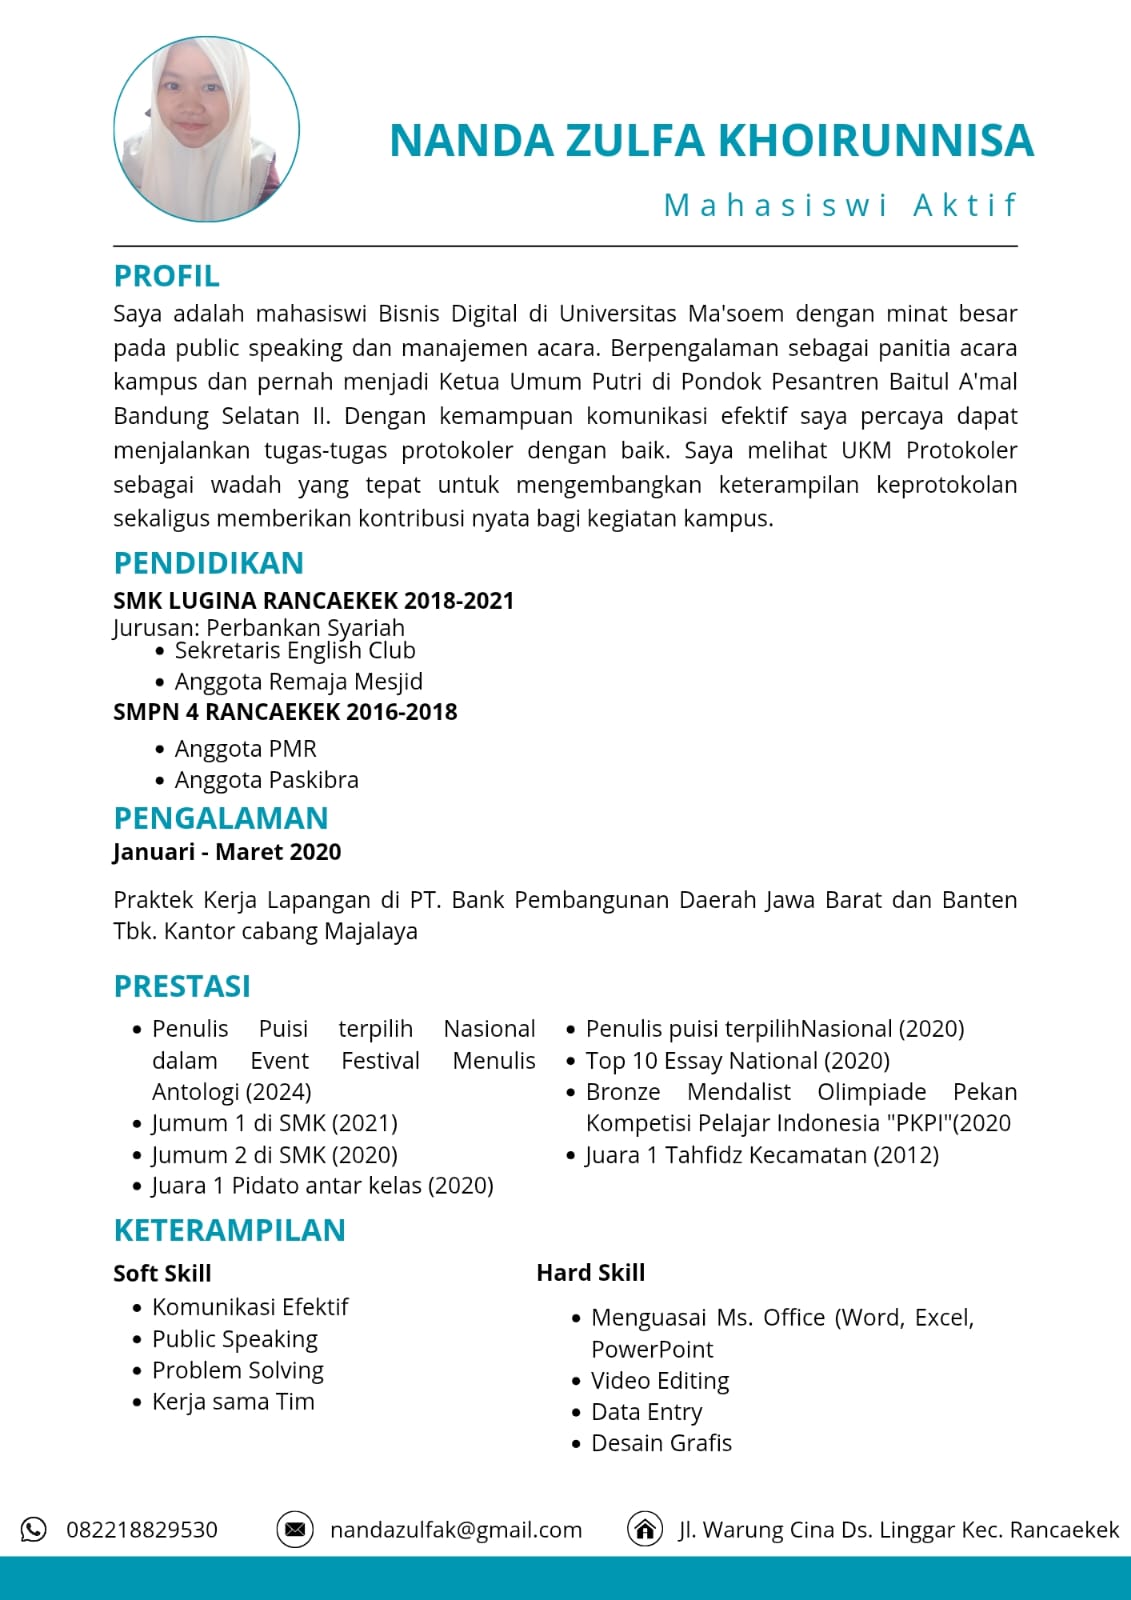 NANDA ZULFA KHOIRUNNISA
Mahasiswi Aktif
PROFIL
Saya adalah mahasiswi Bisnis Digital di Universitas Ma'soem dengan minat besar
pada public speaking dan manajemen acara. Berpengalaman sebagai panitia acara
kampus dan pernah menjadi Ketua Umum Putri di Pondok Pesantren Baitul A'mal
Bandung Selatan II. Dengan kemampuan komunikasi efektif saya percaya dapat
menjalankan tugas-tugas protokoler dengan baik. Saya melihat UKM Protokoler
sebagai wadah yang tepat untuk mengembangkan keterampilan keprotokolan
sekaligus memberikan kontribusi nyata bagi kegiatan kampus.
PENDIDIKAN
SMK LUGINA RANCAEKEK 2018-2021
Jurusan: Perbankan Syariah
• Sekretaris English Club
• Anggota Remaja Mesjid
SMPN 4 RANCAEKEK 2016-2018
• Anggota PMR
• Anggota Paskibra
PENGALAMAN
Januari - Maret 2020
Praktek Kerja Lapangan di PT. Bank Pembangunan Daerah Jawa Barat dan Banten
Tbk. Kantor cabang Majalaya
PRESTASI
• Penulis Puisi terpilih Nasional
dalam Event Festival Menulis
Antologi (2024)
• Jumum 1 di SMK (2021)
• Jumum 2 di SMK (2020)
• Juara 1 Pidato antar kelas (2020)
• Penulis puisi terpilihNasional (2020)
• Top 10 Essay National (2020)
• Bronze Mendalist Olimpiade Pekan
Kompetisi Pelajar Indonesia "PKPI"(2020
• Juara 1 Tahfidz Kecamatan (2012)
KETERAMPILAN
Soft Skill
• Komunikasi Efektif
• Public Speaking
• Problem Solving
• Kerja sama Tim
Hard Skill
• Menguasai Ms. Office (Word, Excel,
PowerPoint
• Video Editing
• Data Entry
• Desain Grafis
082218829530
nandazulfak@gmail.com
Jl. Warung Cina Ds. Linggar Kec. Rancaekek